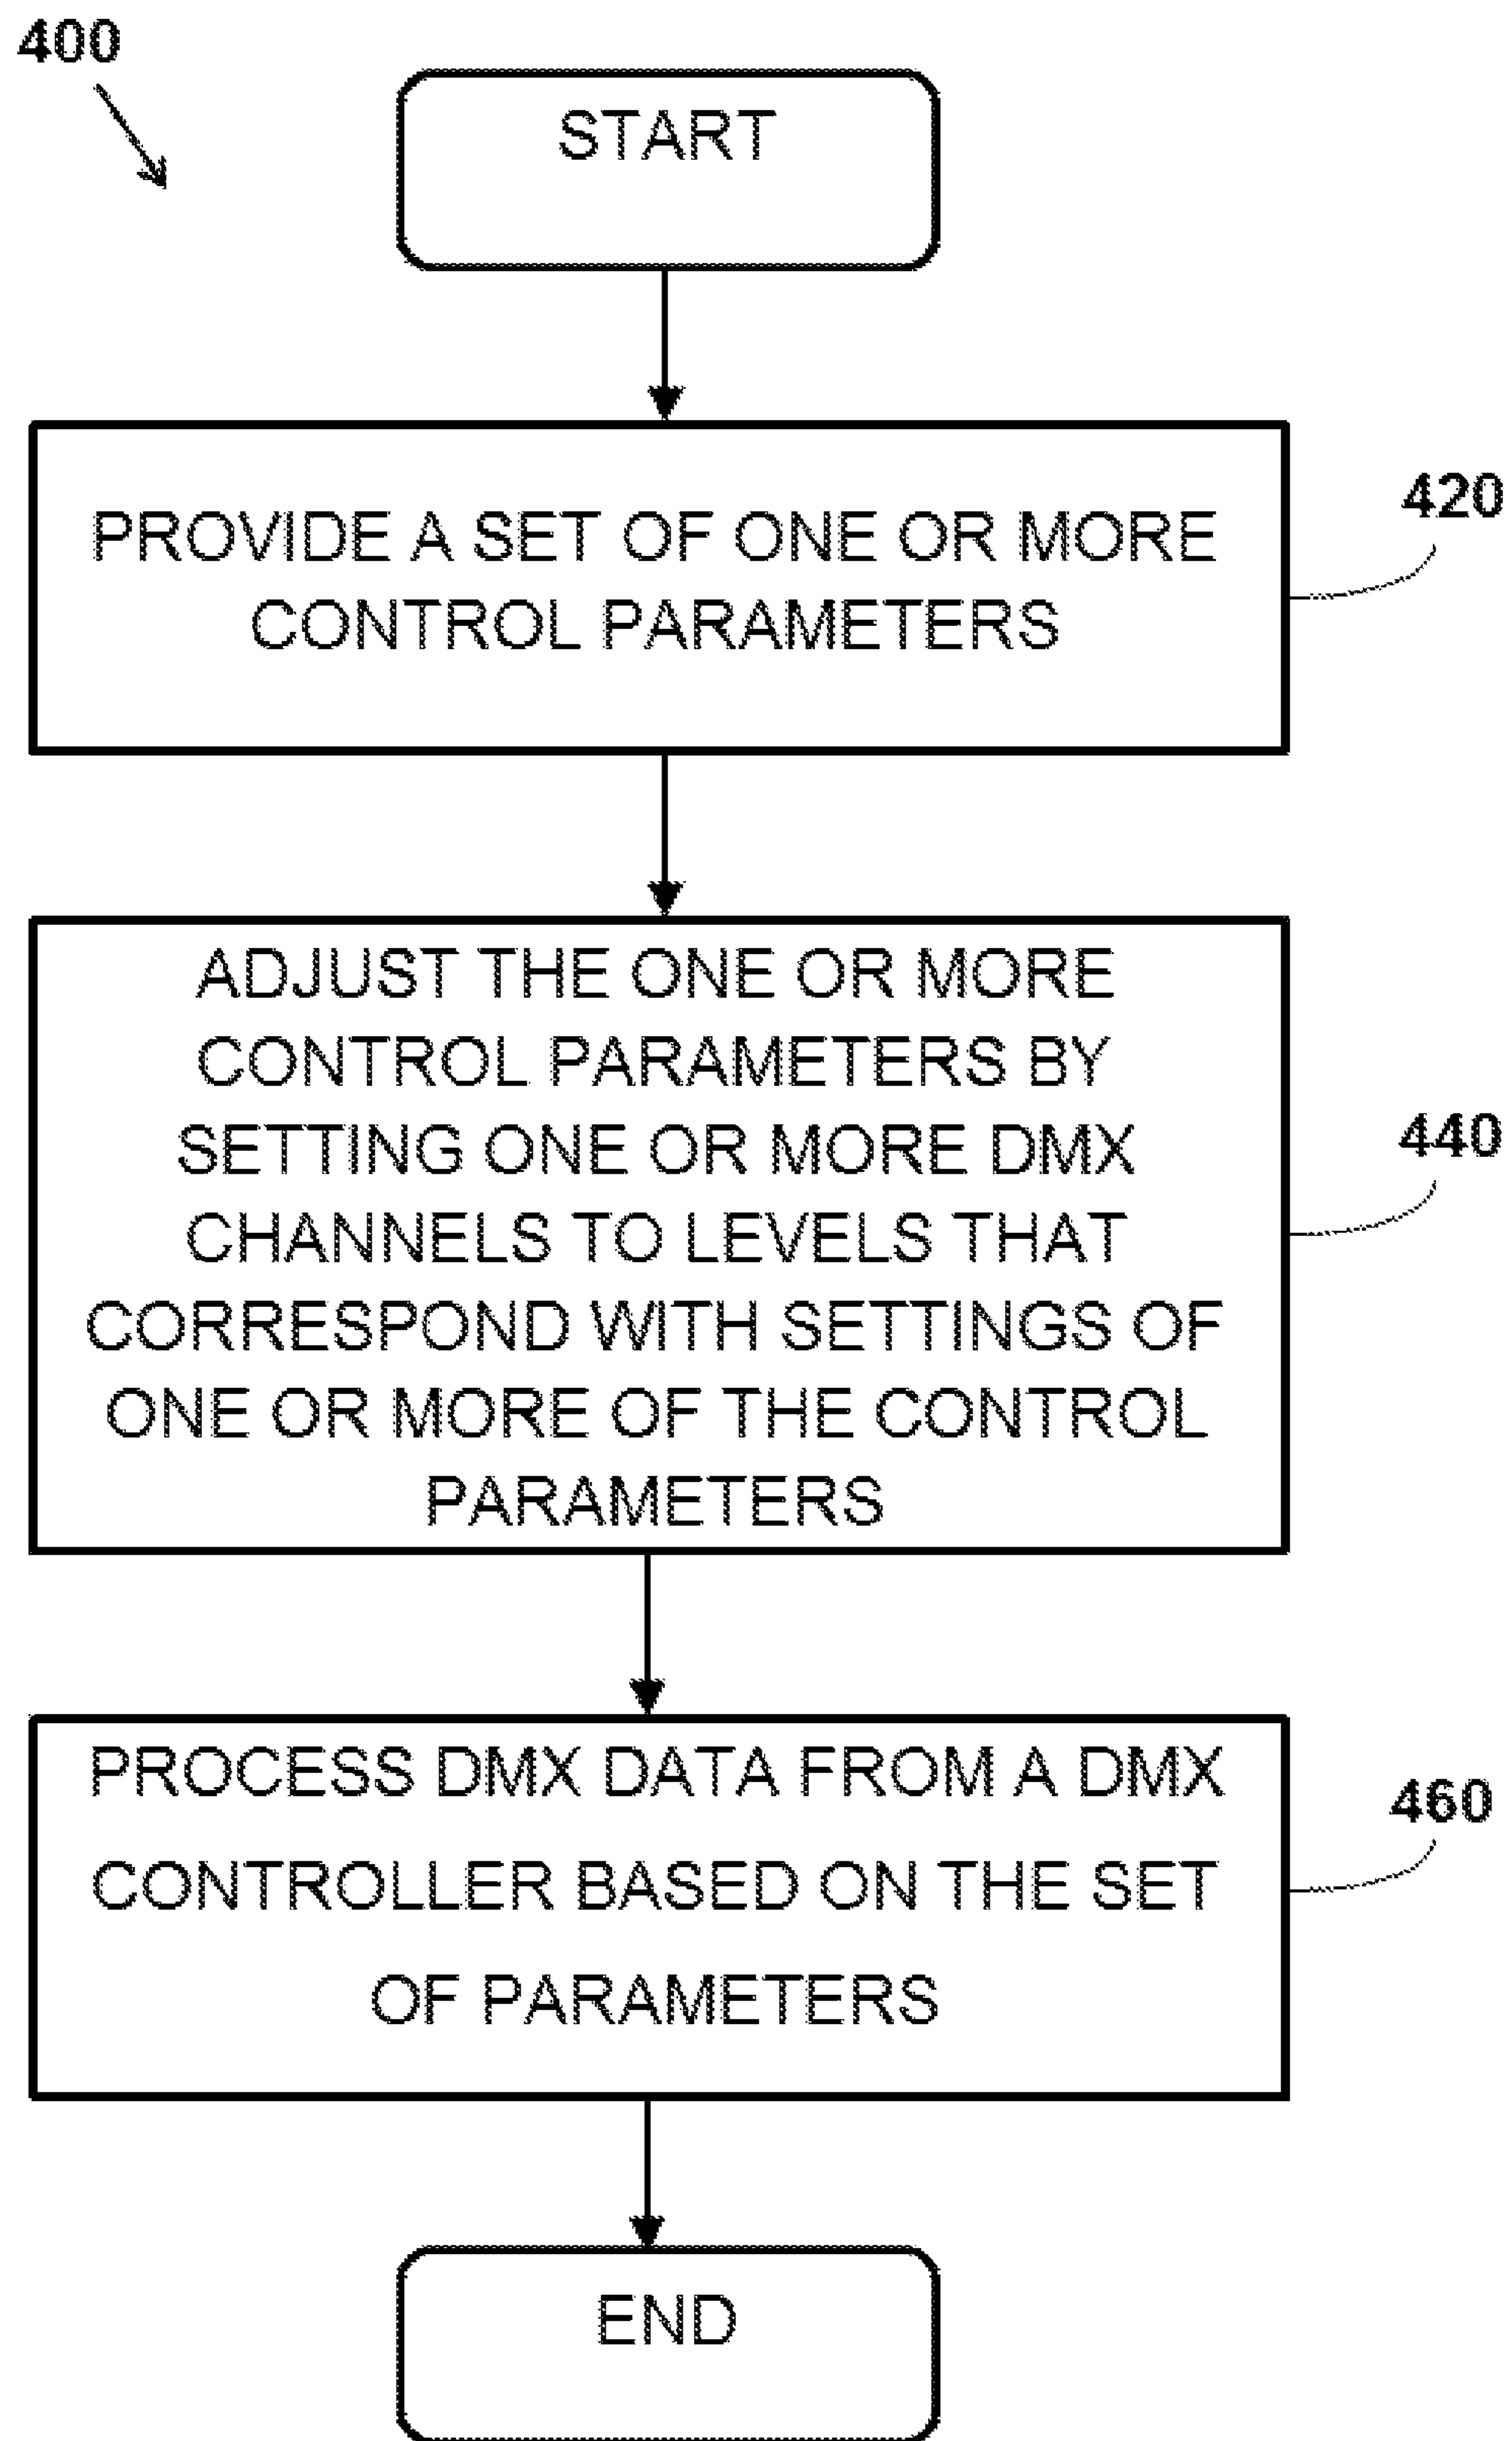 400
START
PROVIDE A SET OF ONE OR MORE
CONTROL PARAMETERS
420
ADJUST THE ONE OR MORE
CONTROL PARAMETERS BY
SETTING ONE OR MORE DMX
CHANNELS TO LEVELS THAT
CORRESPOND WITH SETTINGS OF
ONE OR MORE OF THE CONTROL
PARAMETERS
440
PROCESS DMX DATA FROM A DMX
CONTROLLER BASED ON THE SET
OF PARAMETERS
460
END